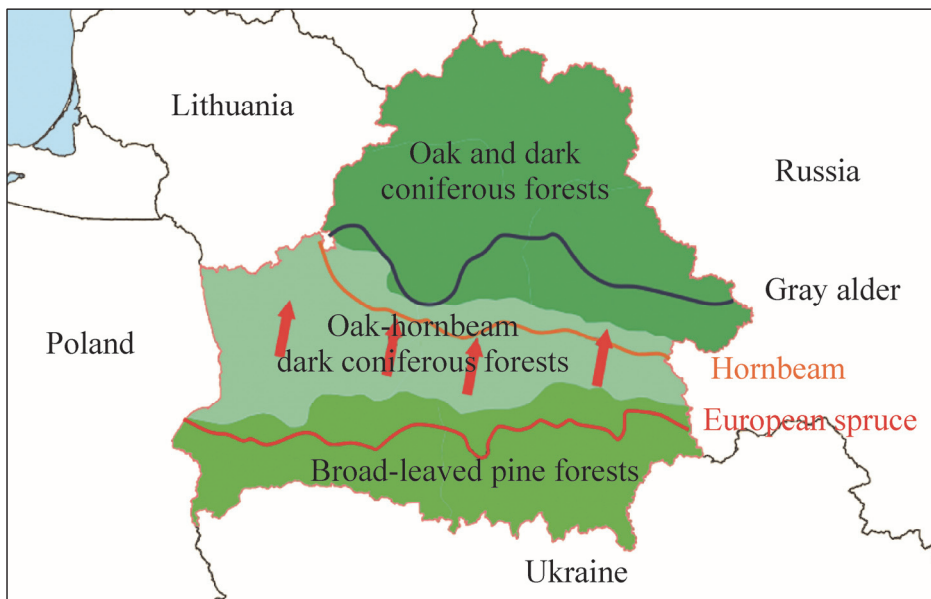 Lithuania
Oak and dark
coniferous forests
Russia
Gray alder
Poland
Oak-hornbeam
dark coniferous forests
Hornbeam
European spruce
Broad-leaved pine forests
Ukraine